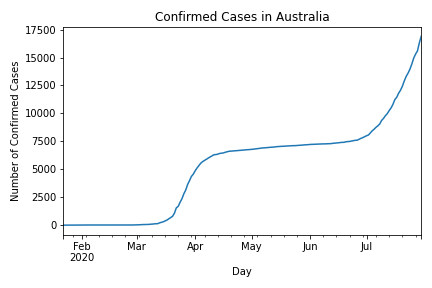 Confirmed Cases in Australia
17500
15000
12500
10000
7500
5000
2500
0
Number of Confirmed Cases
Feb
2020
Mar
Apr
May
Jun
Jul
Day